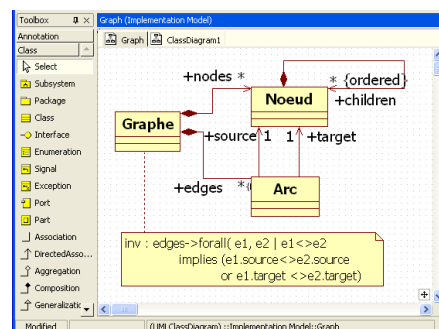 Toolbox
Graph (Implementation Model)
Annotation
Class
Select
Subsystem
Package
Class
Interface
Enumeration
Signal
Exception
Port
Part
Association
DirectedAsso...
Aggregation
Composition
Generalizatic
Graph
ClassDiagram1
+nodes *
Noeud
* {ordered}
+children
Graphe
+source 1
1 +target
+edges
*{
Arc
inv : edges->forall( e1, e2 | e1<>e2
implies (e1.source<>e2.source
or e1.target <>e2.target)
Modified
(UMLClassDiagram) ::Implementation Model::Graph